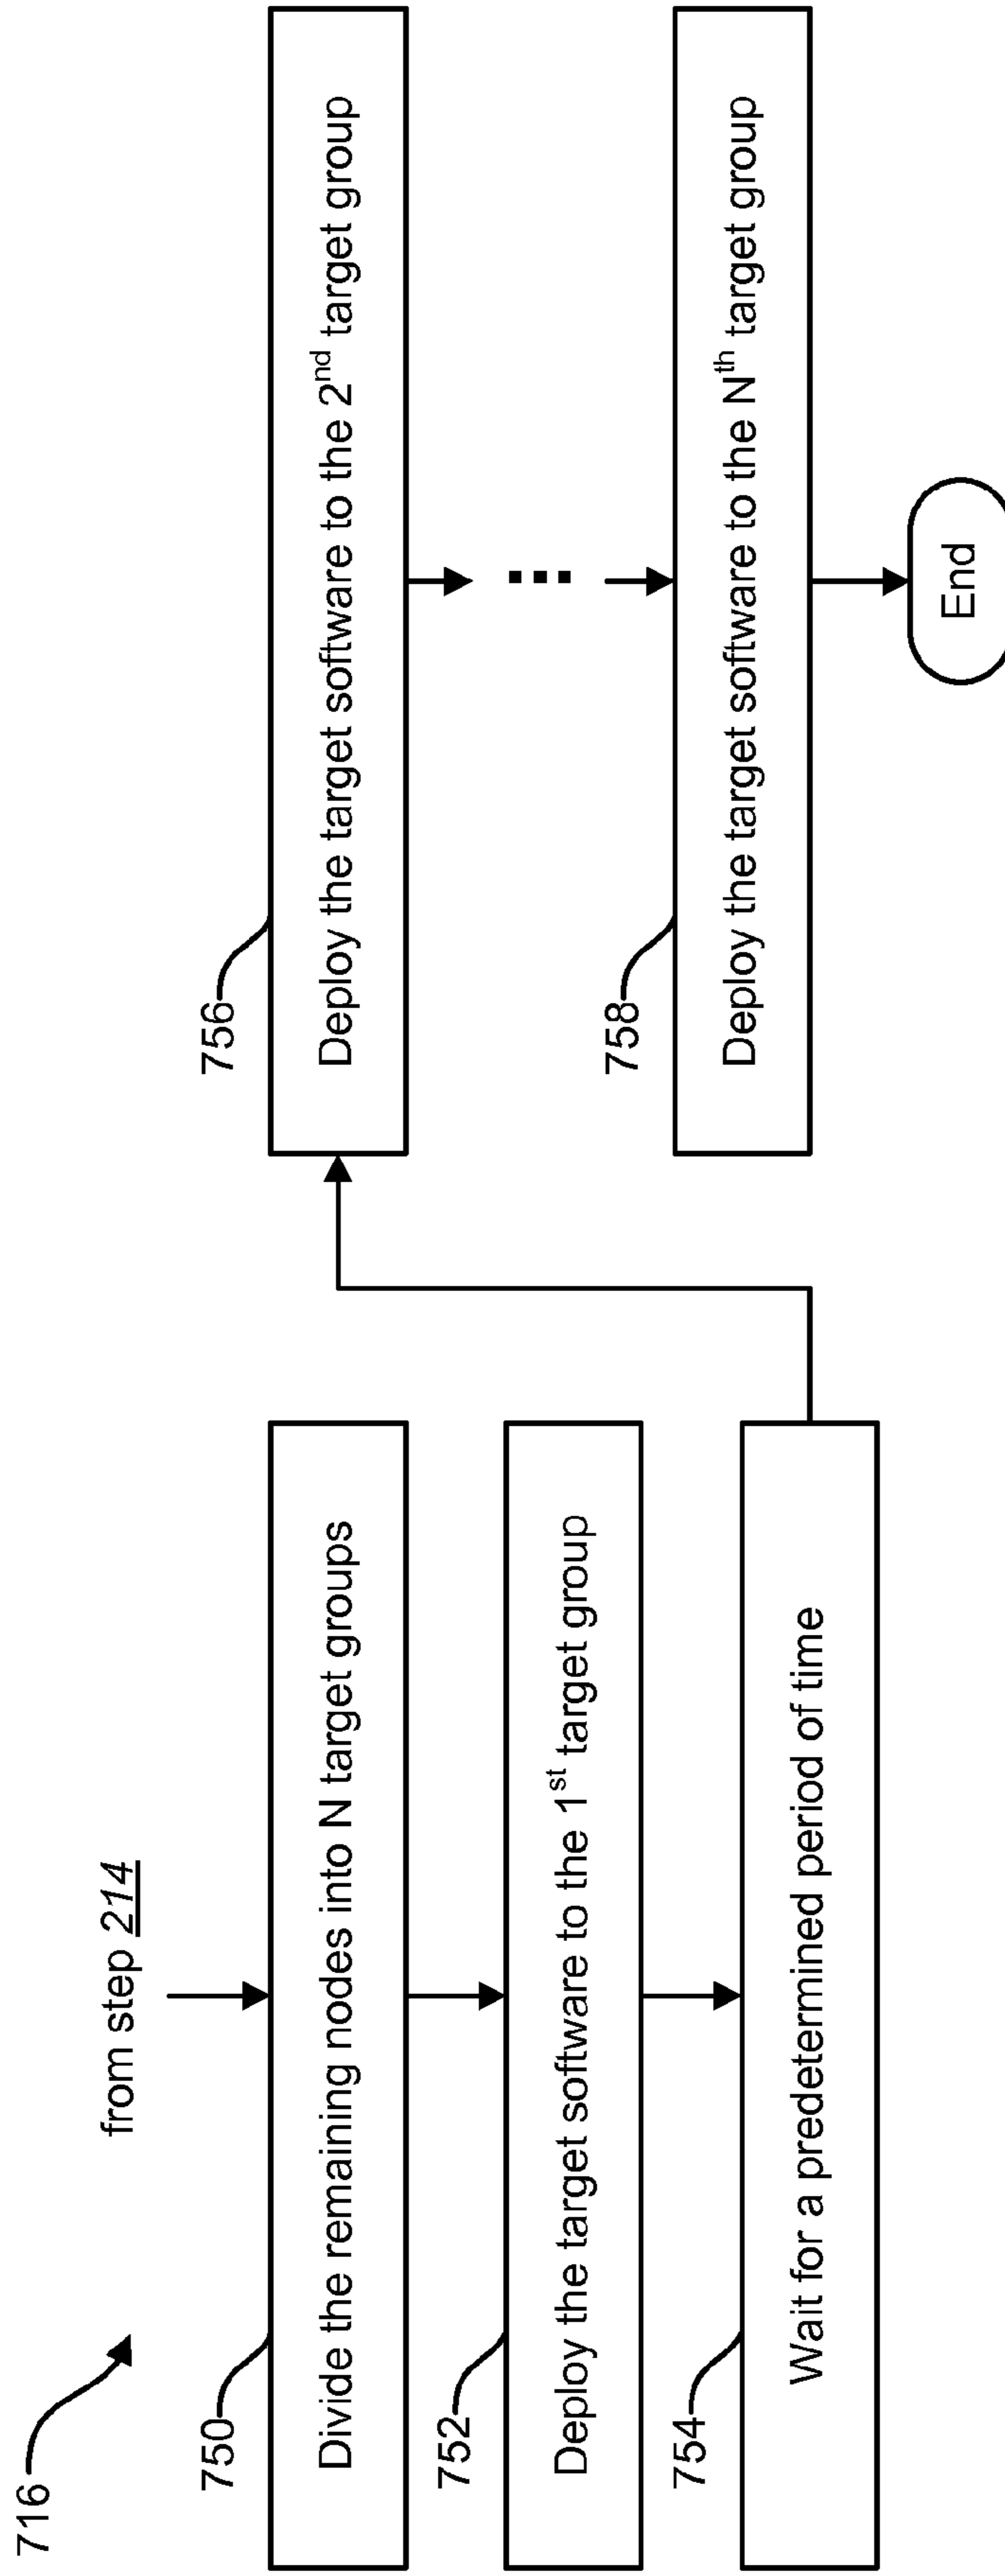 716
from step 214
750
Divide the remaining nodes into N target groups
752
Deploy the target software to the 1st target group
754
Wait for a predetermined period of time
756
Deploy the target software to the 2nd target group
758
Deploy the target software to the Nth target group
End